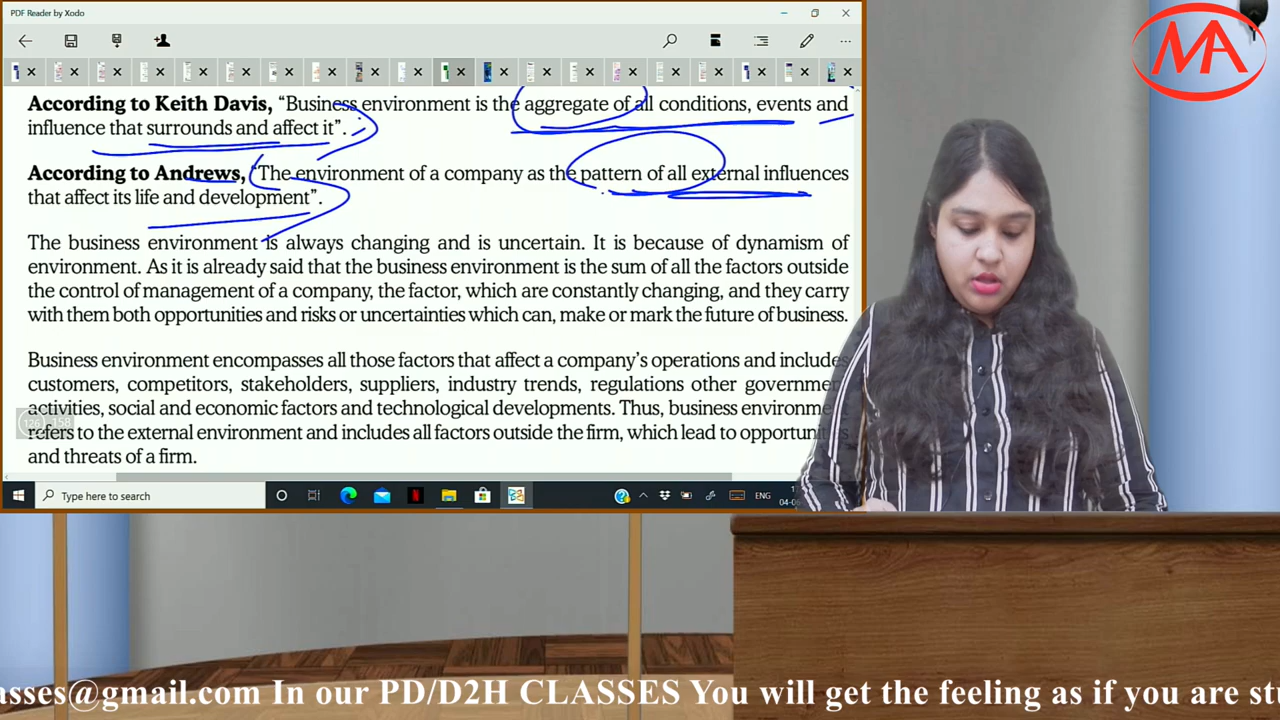 PDF Reader by Xodo
MA
According to Keith Davis, “Business environment is the aggregate of all conditions, events and
influence that surrounds and affect it”.
According to Andrews, “The environment of a company as the pattern of all external influences
that affect its life and development”.
The business environment is always changing and is uncertain. It is because of dynamism of
environment. As it is already said that the business environment is the sum of all the factors outside
the control of management of a company, the factor, which are constantly changing, and they carry
with them both opportunities and risks or uncertainties which can, make or mark the future of business.
Business environment encompasses all those factors that affect a company’s operations and includes
customers, competitors, stakeholders, suppliers, industry trends, regulations other
activities, social and economic factors and technological developments. Thus, business
126 158
refers to the external environment and includes all factors outside the firm, which lead to
and threats of a firm.
Type here to search
ENG
asses@gmail.com In our PD/D2H CLASSES You will get the feeling as if you are